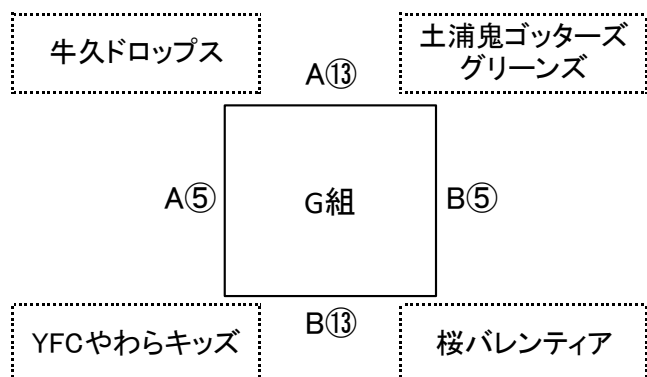 牛久ドロップス
土浦鬼ゴッターズ
グリーンズ
A⑬
A⑤
G組
B⑤
YFCやわらキッズ
B⑬
桜バレンティア